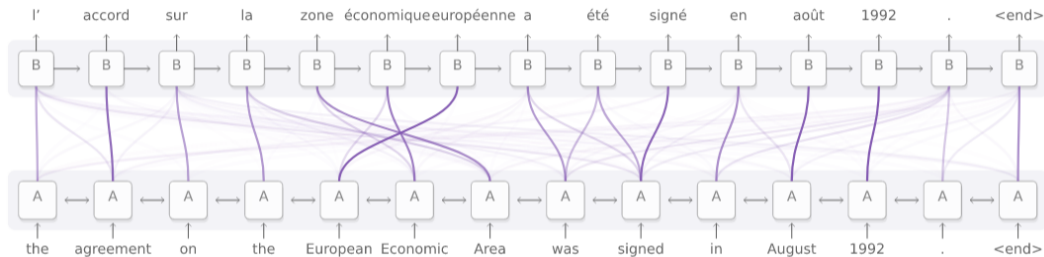 l’ accord sur la zone économique européenne a été signé en août 1992 . <end>
B B B B B B B B B B B B B B B
A A A A A A A A A A A A A A
the agreement on the European Economic Area was signed in August 1992 . <end>